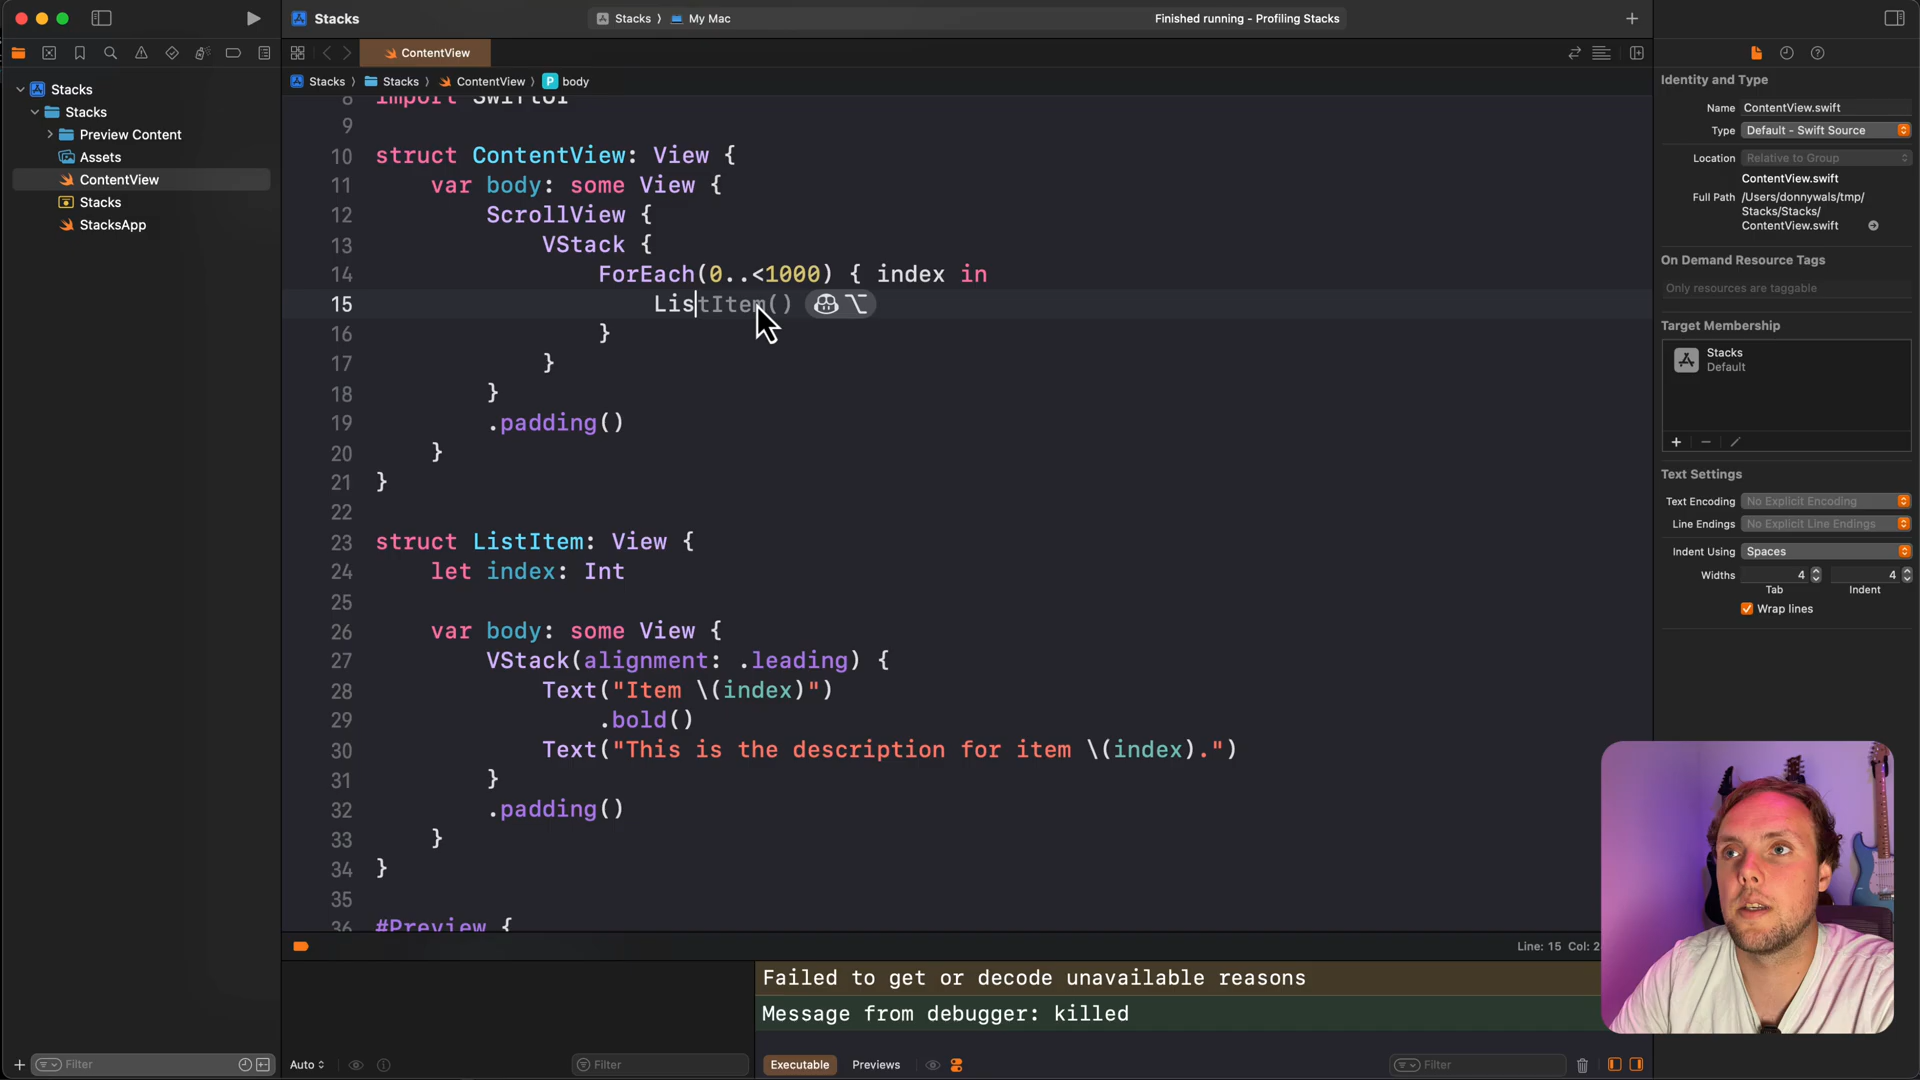 Stacks
Stacks 〉 My Mac
Finished running - Profiling Stacks
ContentView
Stacks 〉 Stacks 〉 ContentView 〉 P body
Stacks
Stacks
Preview Content
Assets
ContentView
Stacks
StacksApp
8 import SwiftUI
9
10 struct ContentView: View {
11 var body: some View {
12 ScrollView {
13 VStack {
14 ForEach(0..<1000) { index in
15 ListItem()
16 }
17 }
18 }
19 .padding()
20 }
21 }
22
23 struct ListItem: View {
24 let index: Int
25
26 var body: some View {
27 VStack(alignment: .leading) {
28 Text("Item \(index)")
29 .bold()
30 Text("This is the description for item \(index).")
31 }
32 .padding()
33 }
34 }
35
36 #Preview {
Line: 15 Col:
Failed to get or decode unavailable reasons
Message from debugger: killed
Filter
Auto
Filter
Executable
Previews
Filter
Identity and Type
Name ContentView.swift
Type Default - Swift Source
Location Relative to Group
ContentView.swift
Full Path /Users/donnywals/tmp/
Stacks/Stacks/
ContentView.swift
On Demand Resource Tags
Only resources are taggable
Target Membership
Stacks
Default
Text Settings
Text Encoding No Explicit Encoding
Line Endings No Explicit Line Endings
Indent Using Spaces
Widths 4 4
Tab Indent
Wrap lines